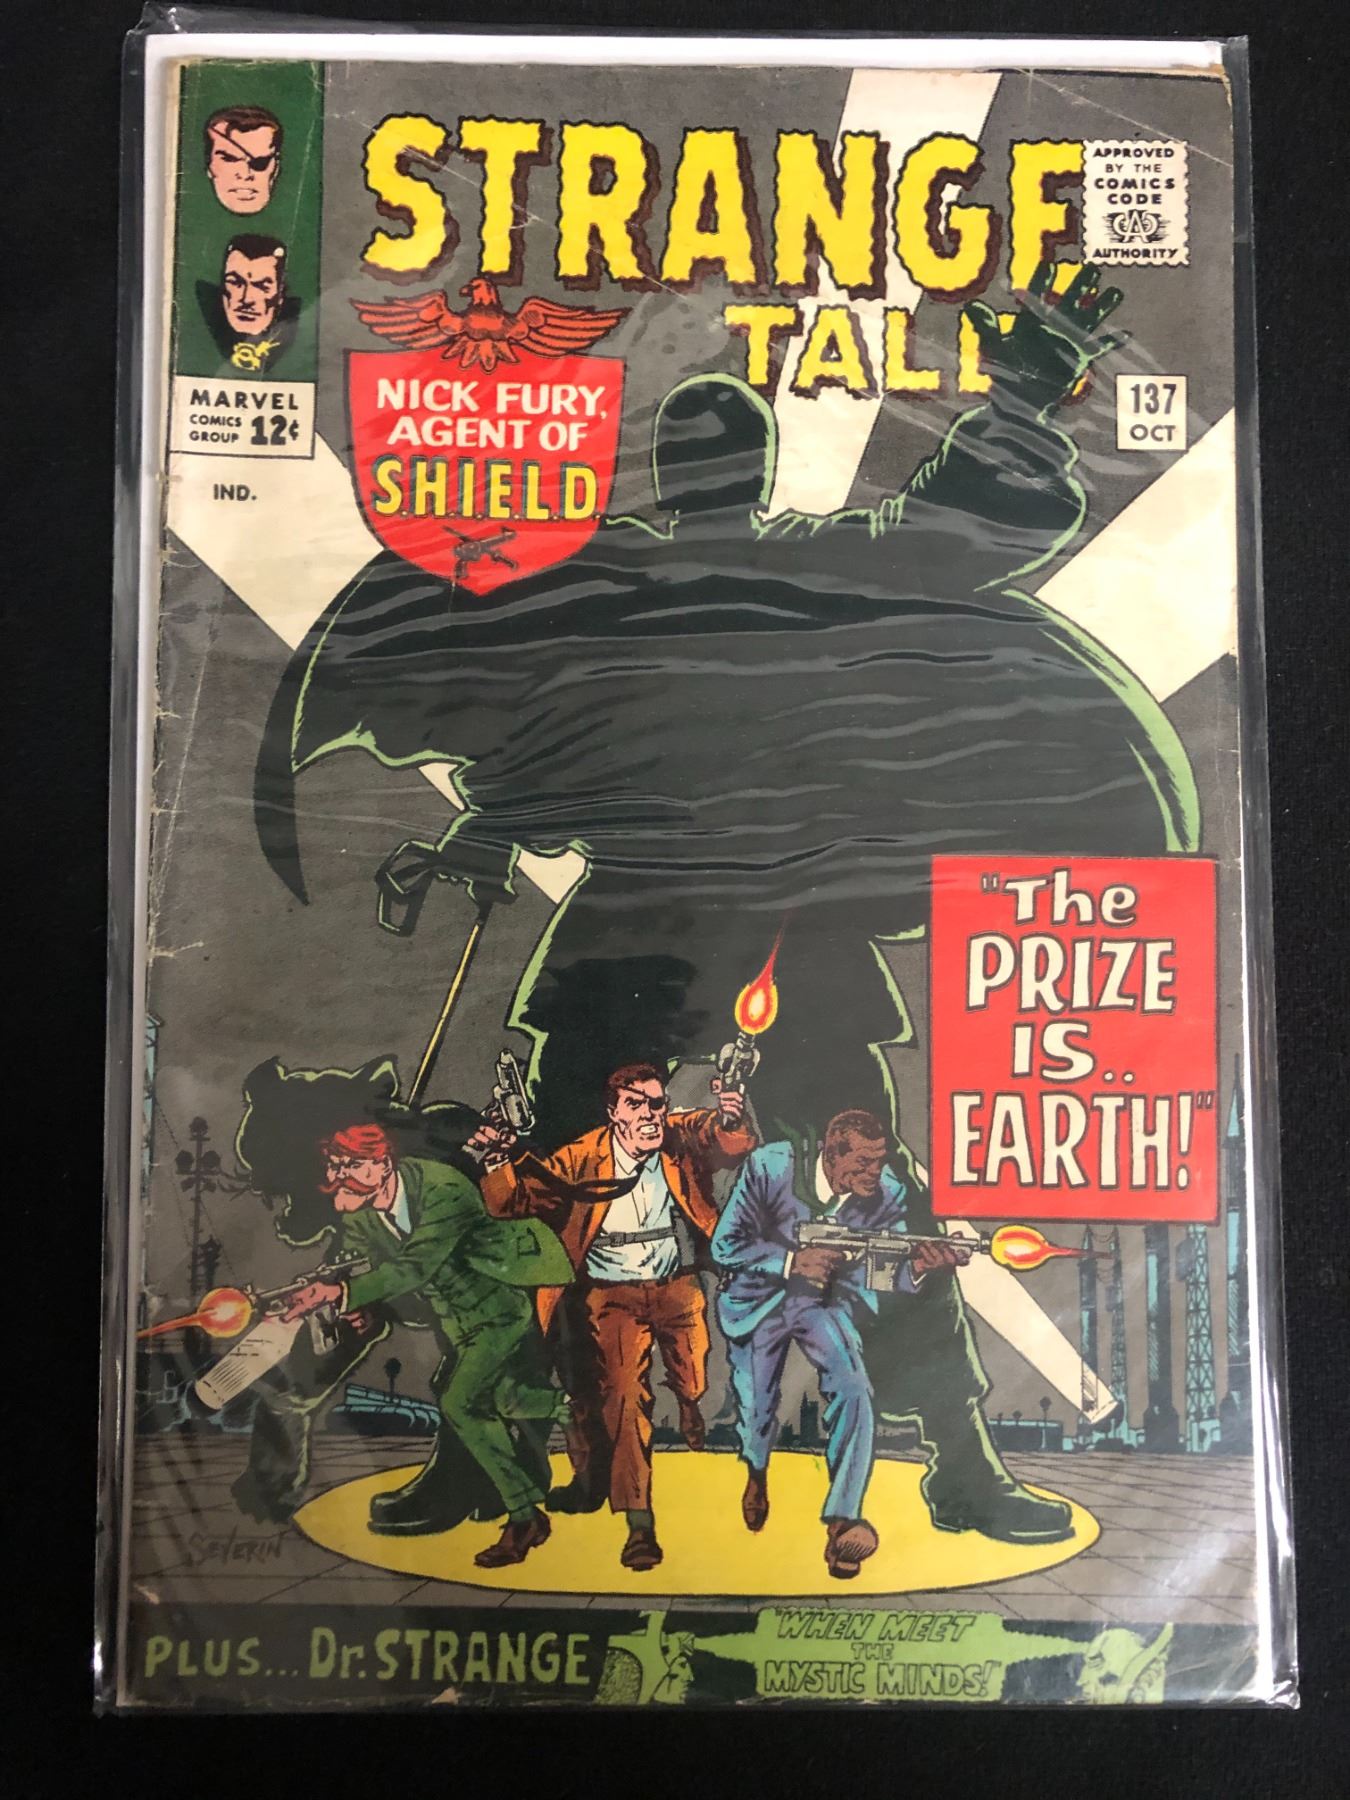 STRANGE
TAL
APPROVED
BY THE
COMICS
CODE
CA
AUTHORITY
NICK FURY,
AGENT OF
S.H.I.E.L.D.
MARVEL
COMICS
GROUP 12¢
IND.
137
OCT
"The
PRIZE
IS..
EARTH!"
SEVERIN
PLUS... Dr. STRANGE
"WHEN MEET
THE
MYSTIC MINDS!"